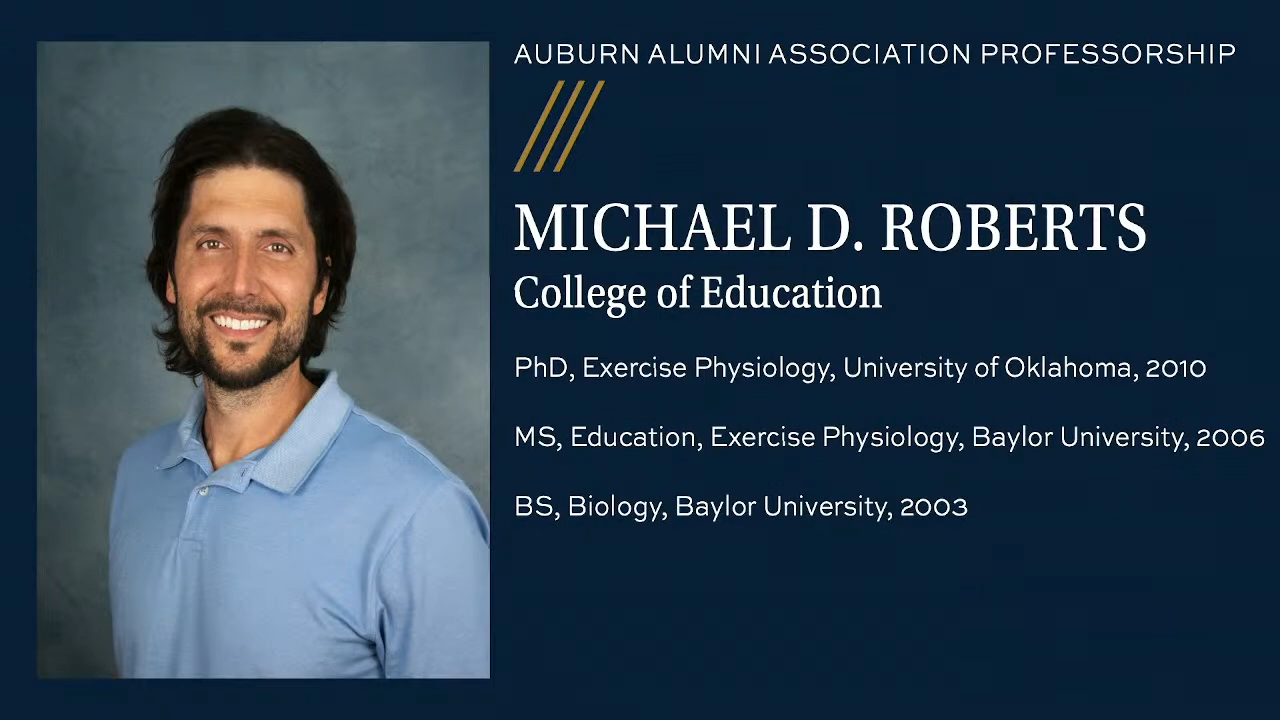 AUBURN ALUMNI ASSOCIATION PROFESSORSHIP
MICHAEL D. ROBERTS
College of Education
PhD, Exercise Physiology, University of Oklahoma, 2010
MS, Education, Exercise Physiology, Baylor University, 2006
BS, Biology, Baylor University, 2003